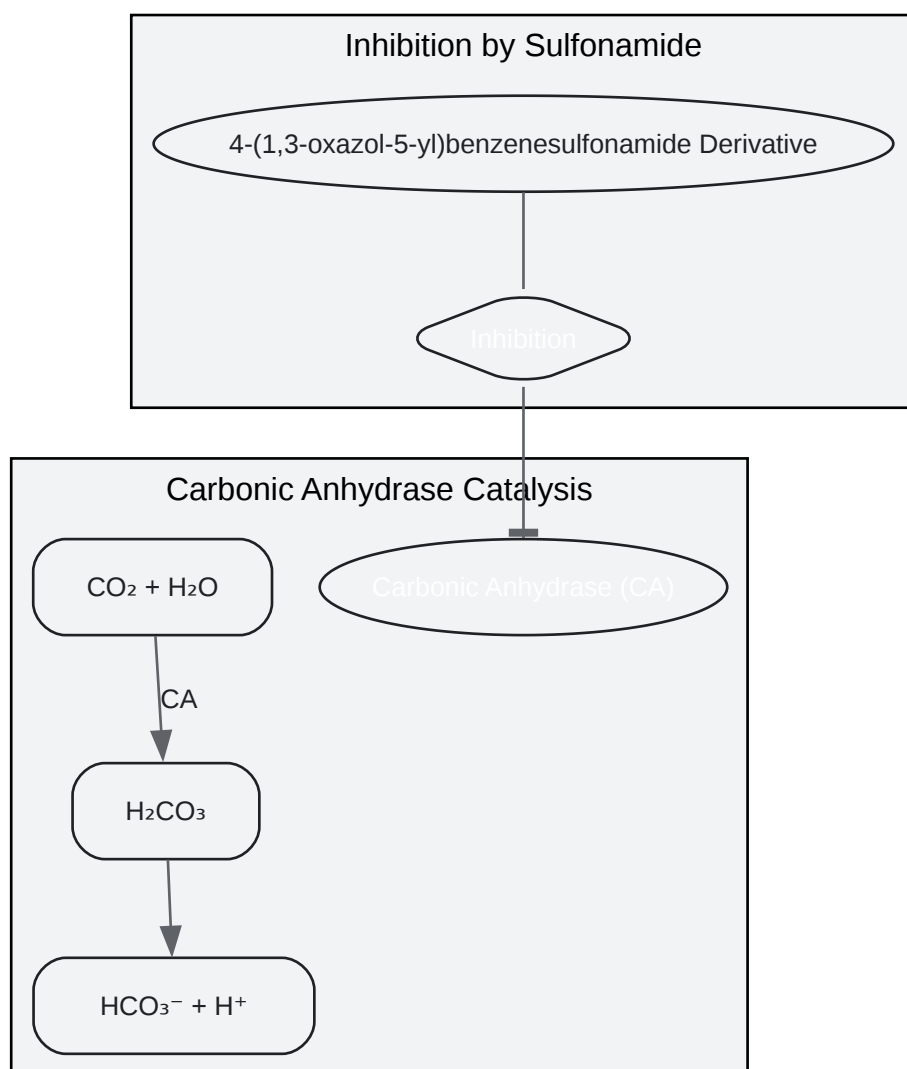 Inhibition by Sulfonamide
4-(1,3-oxazol-5-yl)benzenesulfonamide Derivative
Inhibition
Carbonic Anhydrase Catalysis
CO₂ + H₂O
Carbonic Anhydrase (CA)
CA
H₂CO₃
HCO₃⁻ + H⁺